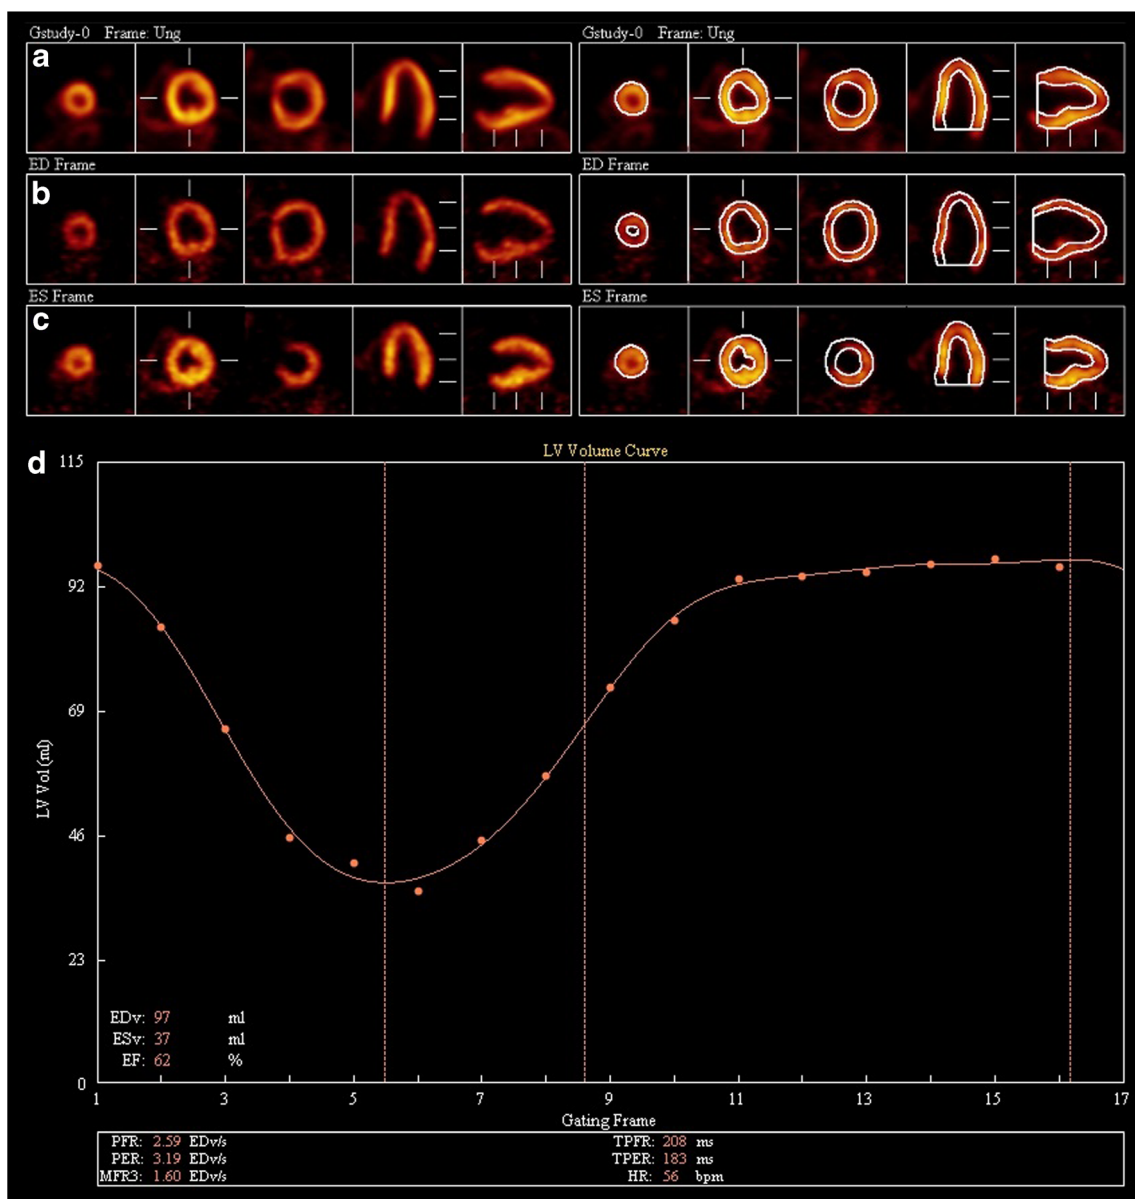 Gstudy-0 Frame: Ung
Gstudy-0 Frame: Ung
a
ED Frame
ED Frame
b
ES Frame
ES Frame
c
d
LV Volume Curve
115
92
69
46
23
0
LV Vol (ml)
EDv: 97 ml
ESv: 37 ml
EF: 62 %
1 3 5 7 9 11 13 15 17
Gating Frame
PFR: 2.59 EDv/s
TPFR: 208 ms
PER: 3.19 EDv/s
TPER: 183 ms
MFR3: 1.60 EDv/s
HR: 56 bpm